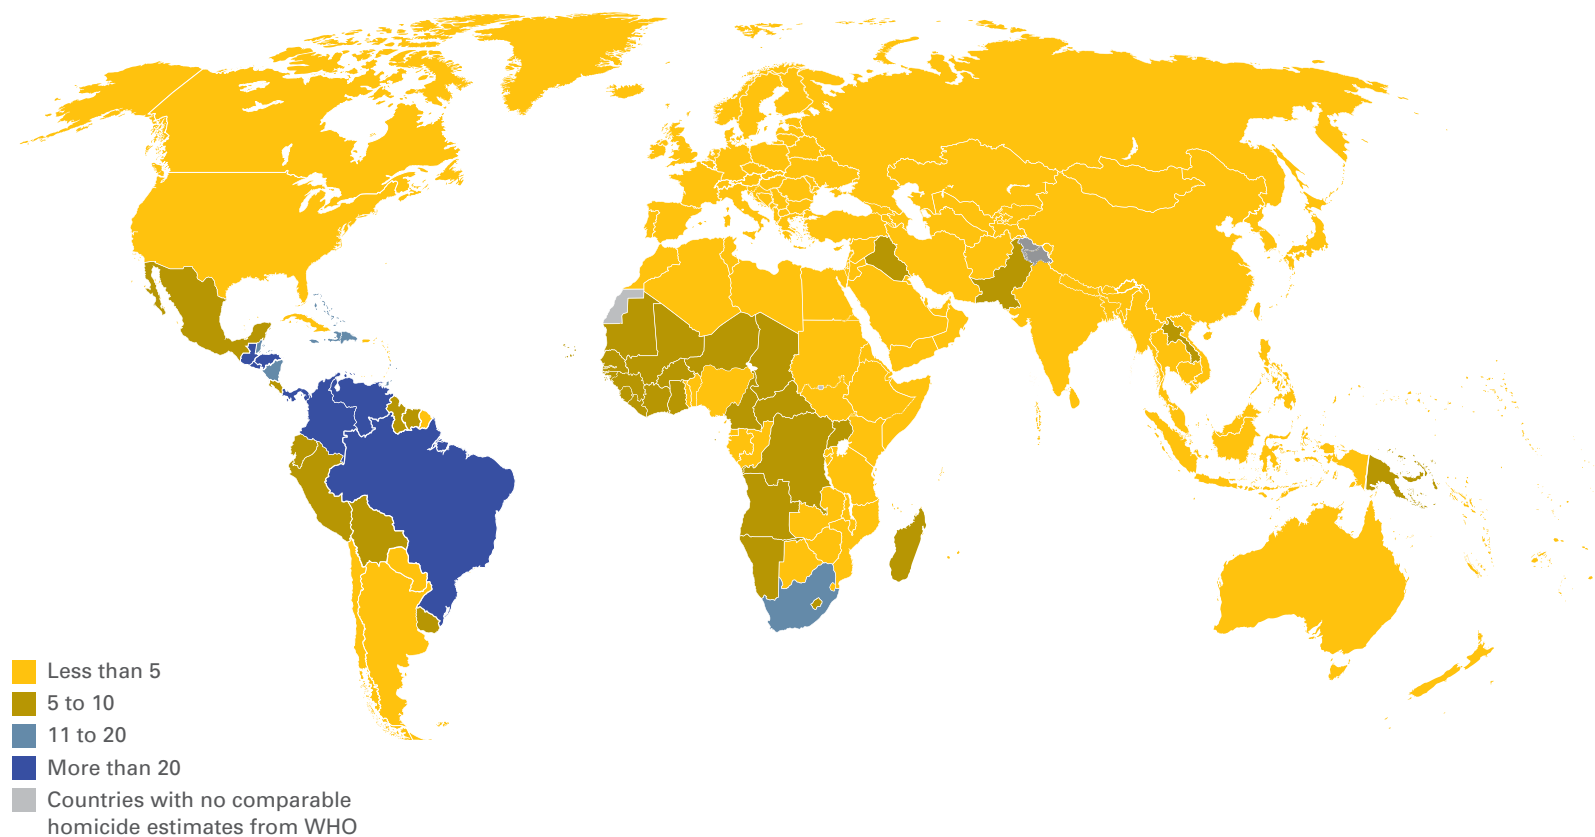 Less than 5
5 to 10
11 to 20
More than 20
Countries with no comparable
homicide estimates from WHO